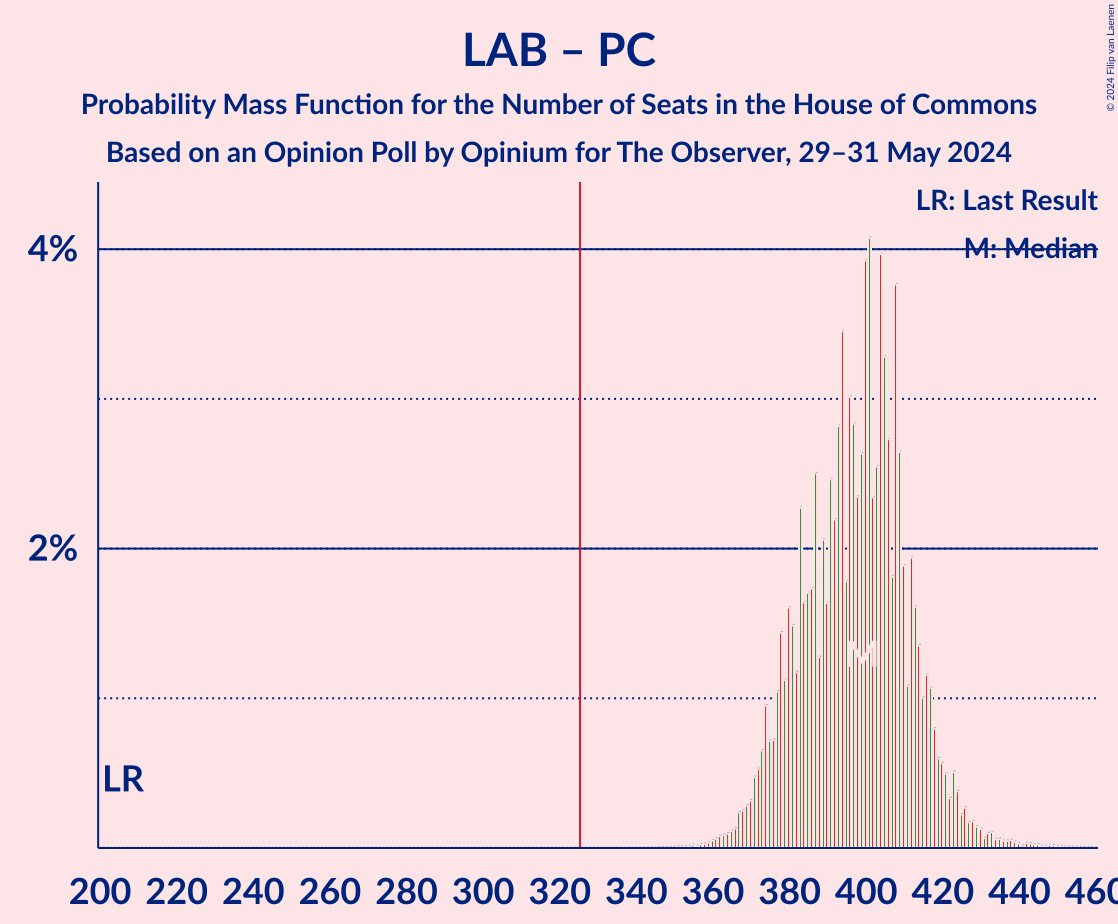 LAB – PC
Probability Mass Function for the Number of Seats in the House of Commons
Based on an Opinion Poll by Opinium for The Observer, 29–31 May 2024
© 2024 Filip van Laenen
LR: Last Result
M: Median
4%
2%
LR
M
200 220 240 260 280 300 320 340 360 380 400 420 440 460